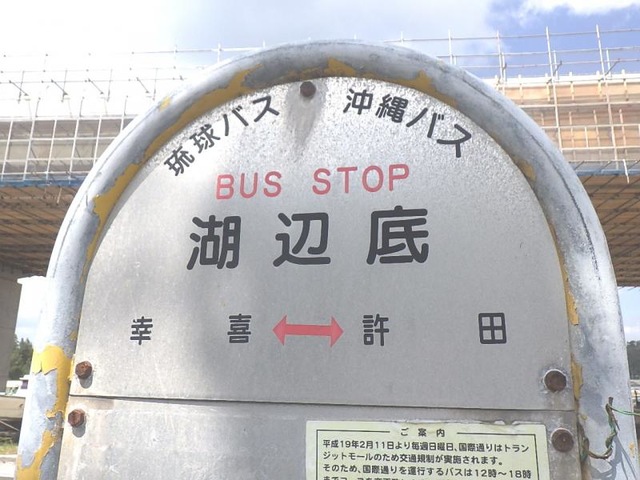 琉球バス 沖縄バス
BUS STOP
湖辺底
幸喜 ↔ 許田
ご案内
平成19年2月11日より毎週日曜日、国際通りはトラン
ジットモールのため交通規制が実施されます。
そのため、国際通りを運行するバスは12時～18時